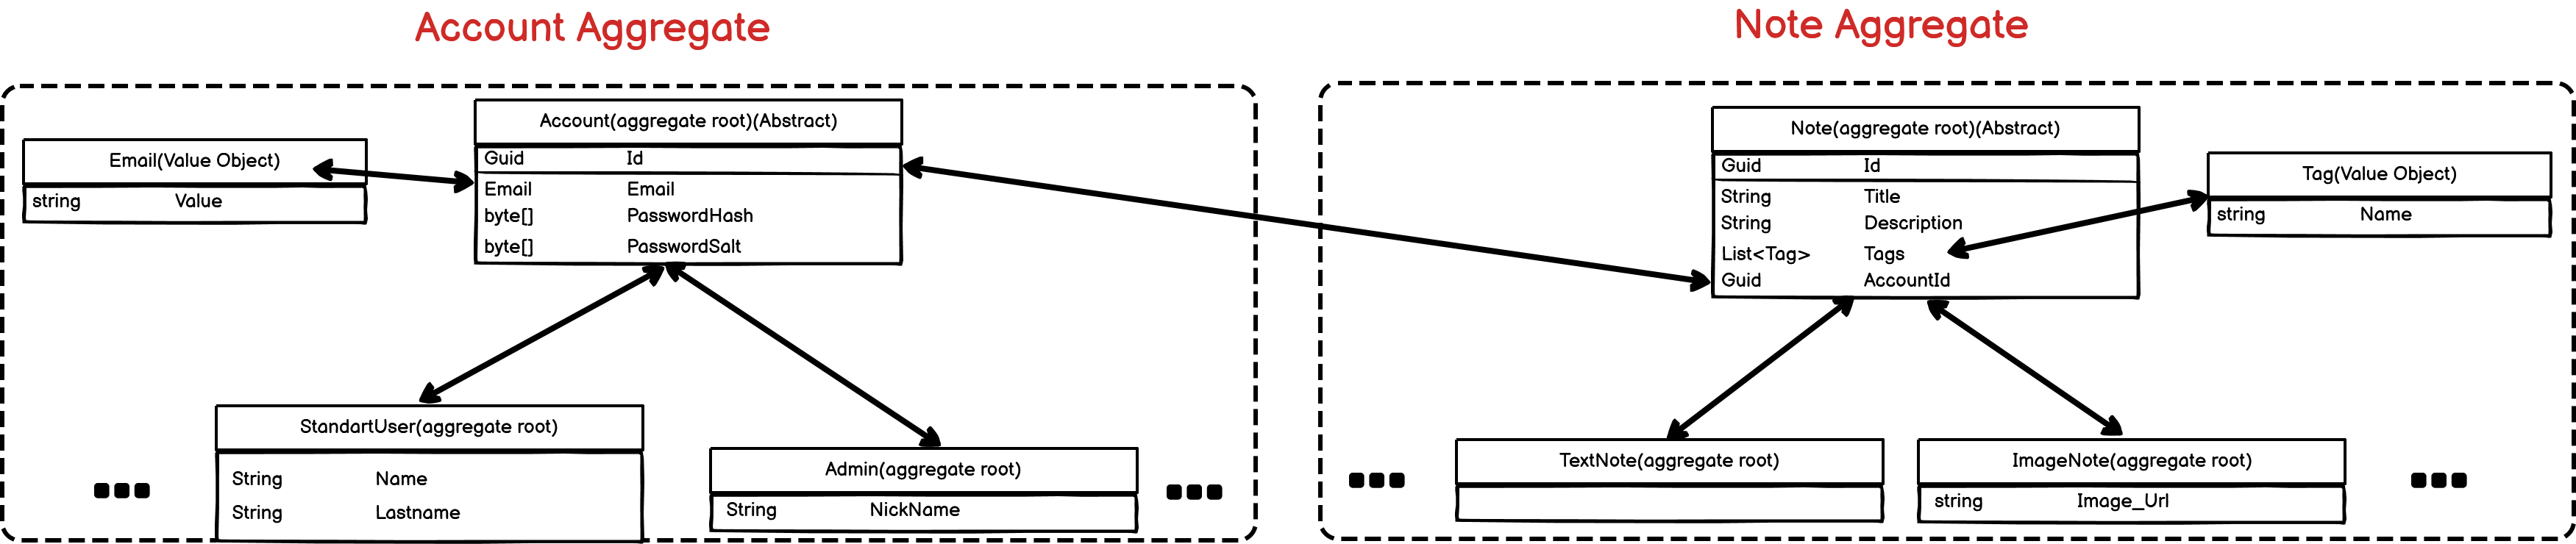 Account Aggregate
Note Aggregate
Account(aggregate root)(Abstract)
Guid Id
Email Email
byte[] PasswordHash
byte[] PasswordSalt
Email(Value Object)
string Value
StandartUser(aggregate root)
String Name
String Lastname
Admin(aggregate root)
String NickName
Note(aggregate root)(Abstract)
Guid Id
String Title
String Description
List<Tag> Tags
Guid AccountId
Tag(Value Object)
string Name
TextNote(aggregate root)
ImageNote(aggregate root)
string Image_Url